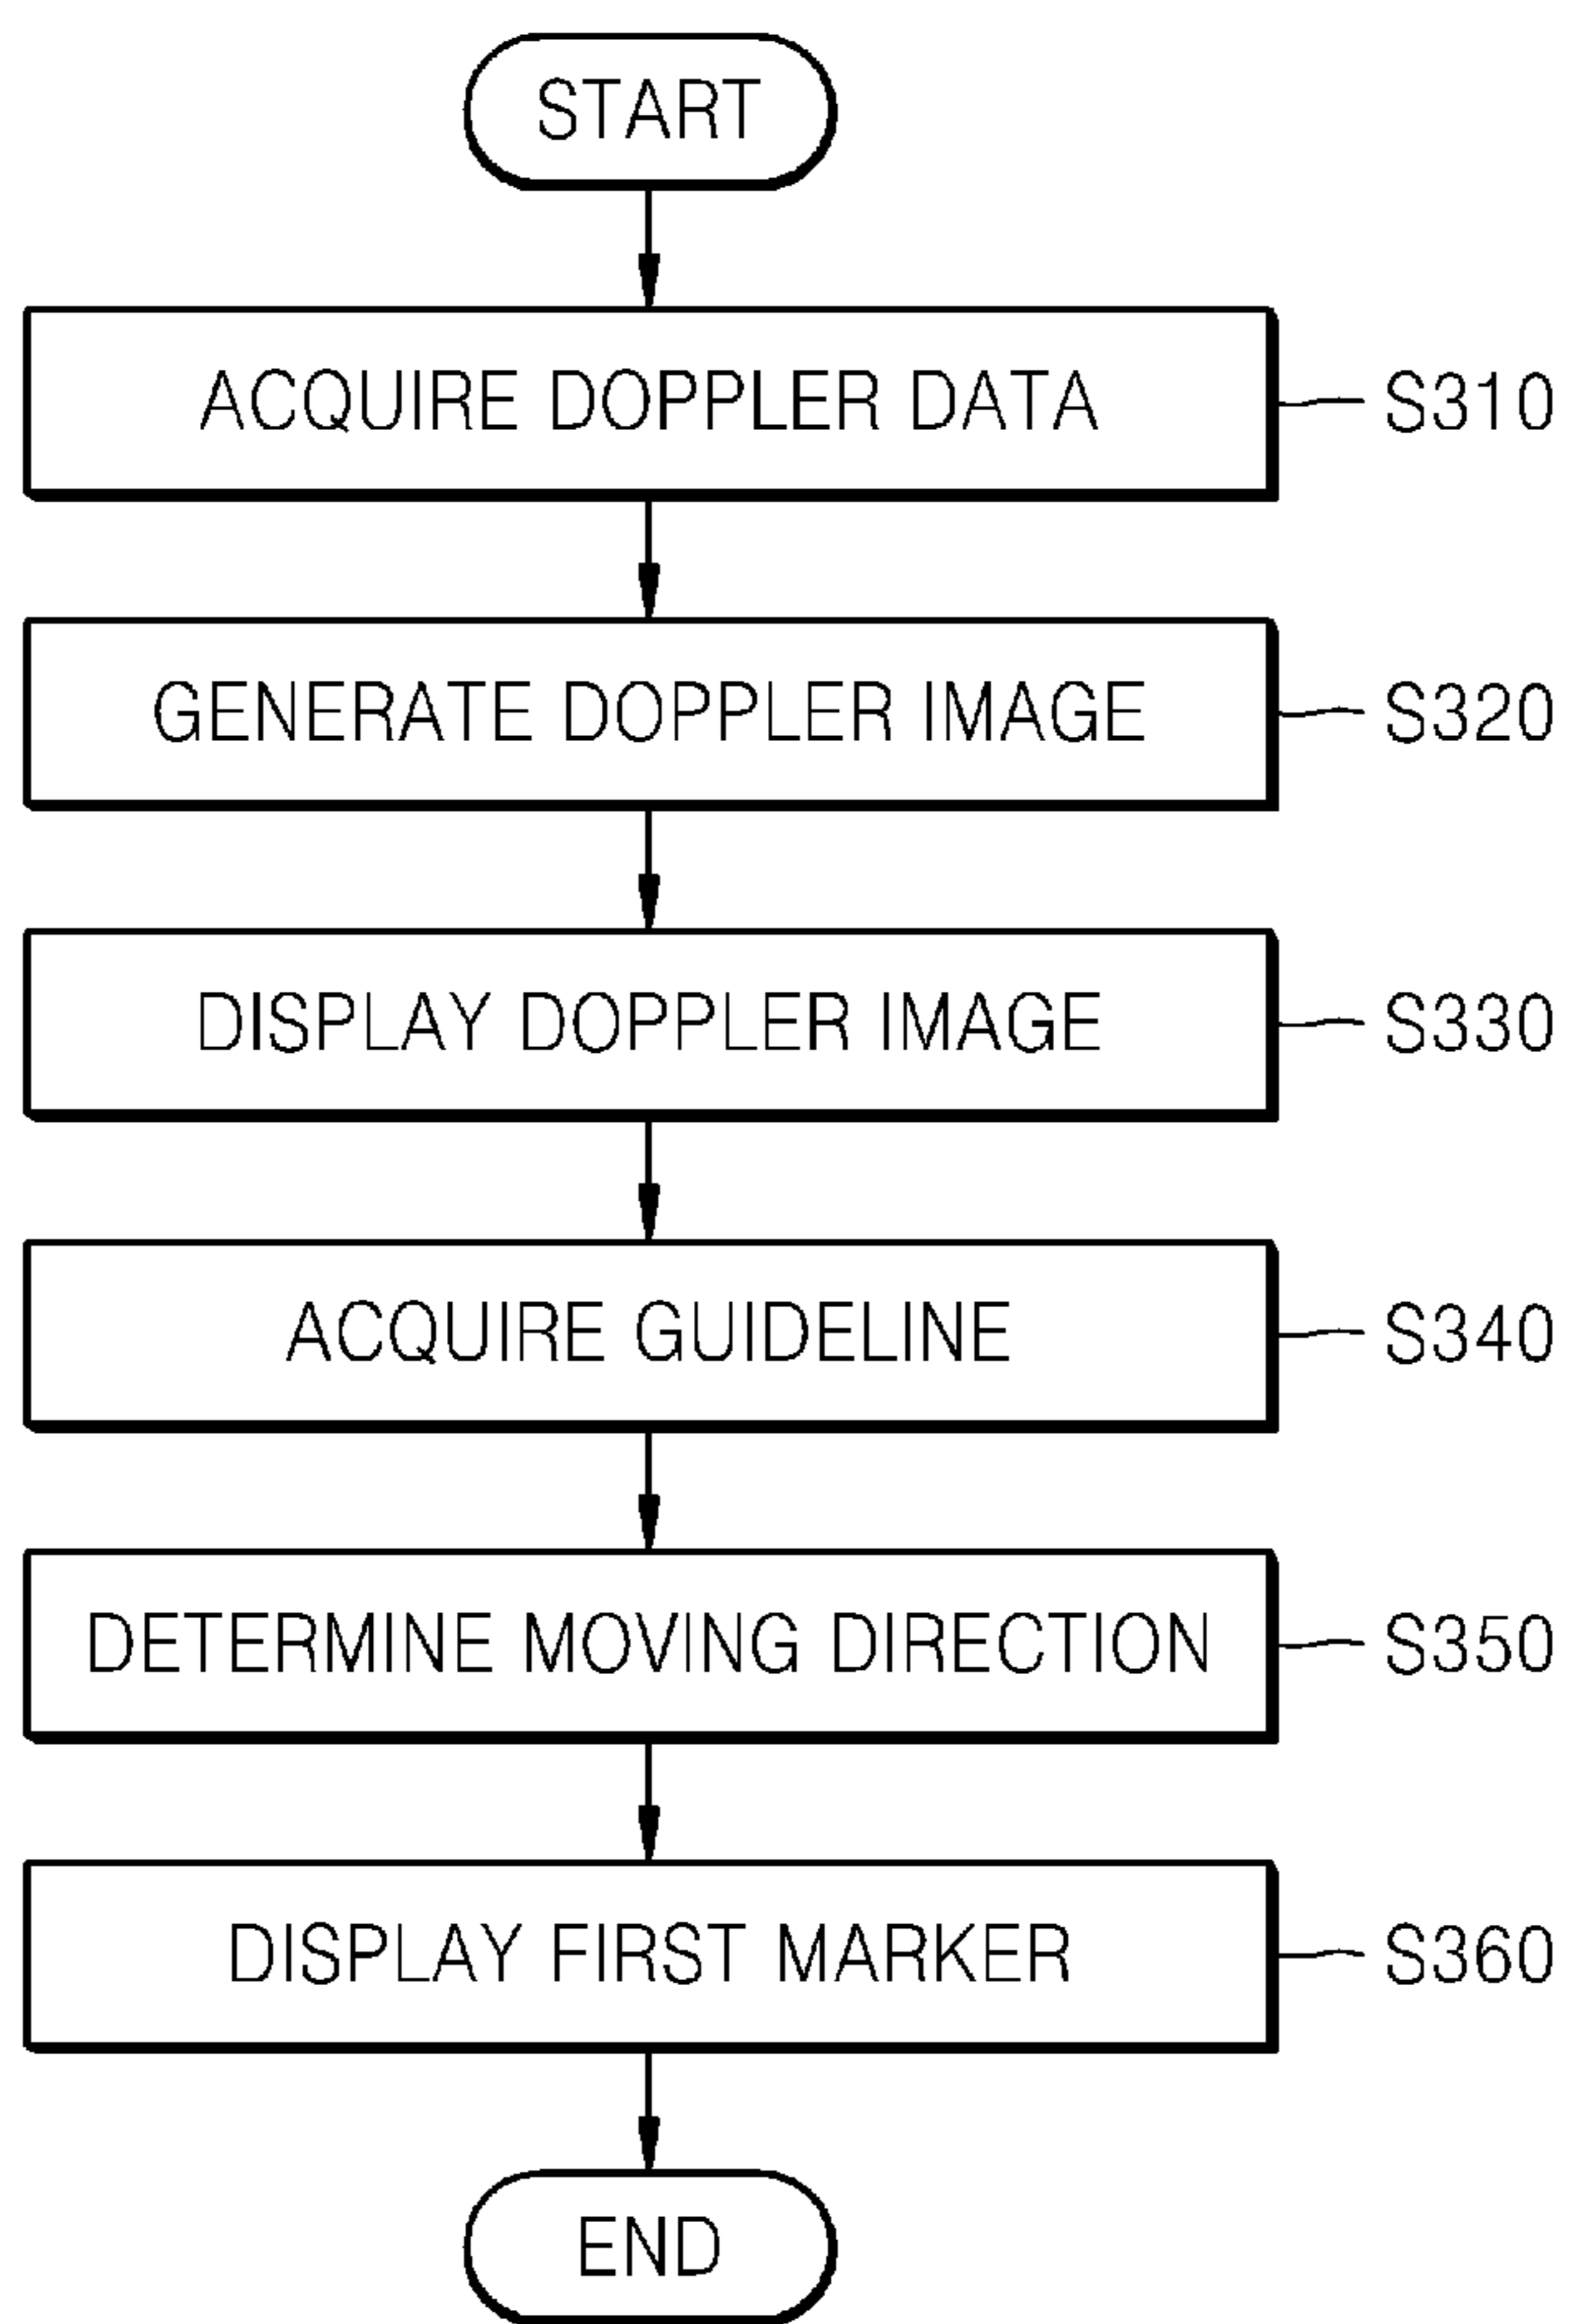 START
ACQUIRE DOPPLER DATA
S310
GENERATE DOPPLER IMAGE
S320
DISPLAY DOPPLER IMAGE
S330
ACQUIRE GUIDELINE
S340
DETERMINE MOVING DIRECTION
S350
DISPLAY FIRST MARKER
S360
END